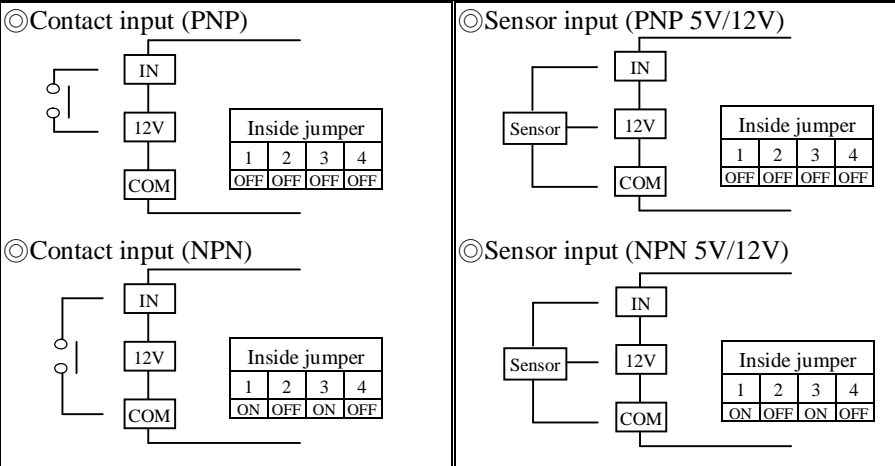 ◎Contact input (PNP)
IN
12V
COM
Inside jumper
1 2 3 4
OFF OFF OFF OFF
◎Sensor input (PNP 5V/12V)
IN
Sensor
12V
COM
Inside jumper
1 2 3 4
OFF OFF OFF OFF
◎Contact input (NPN)
IN
12V
COM
Inside jumper
1 2 3 4
ON OFF ON OFF
◎Sensor input (NPN 5V/12V)
IN
Sensor
12V
COM
Inside jumper
1 2 3 4
ON OFF ON OFF